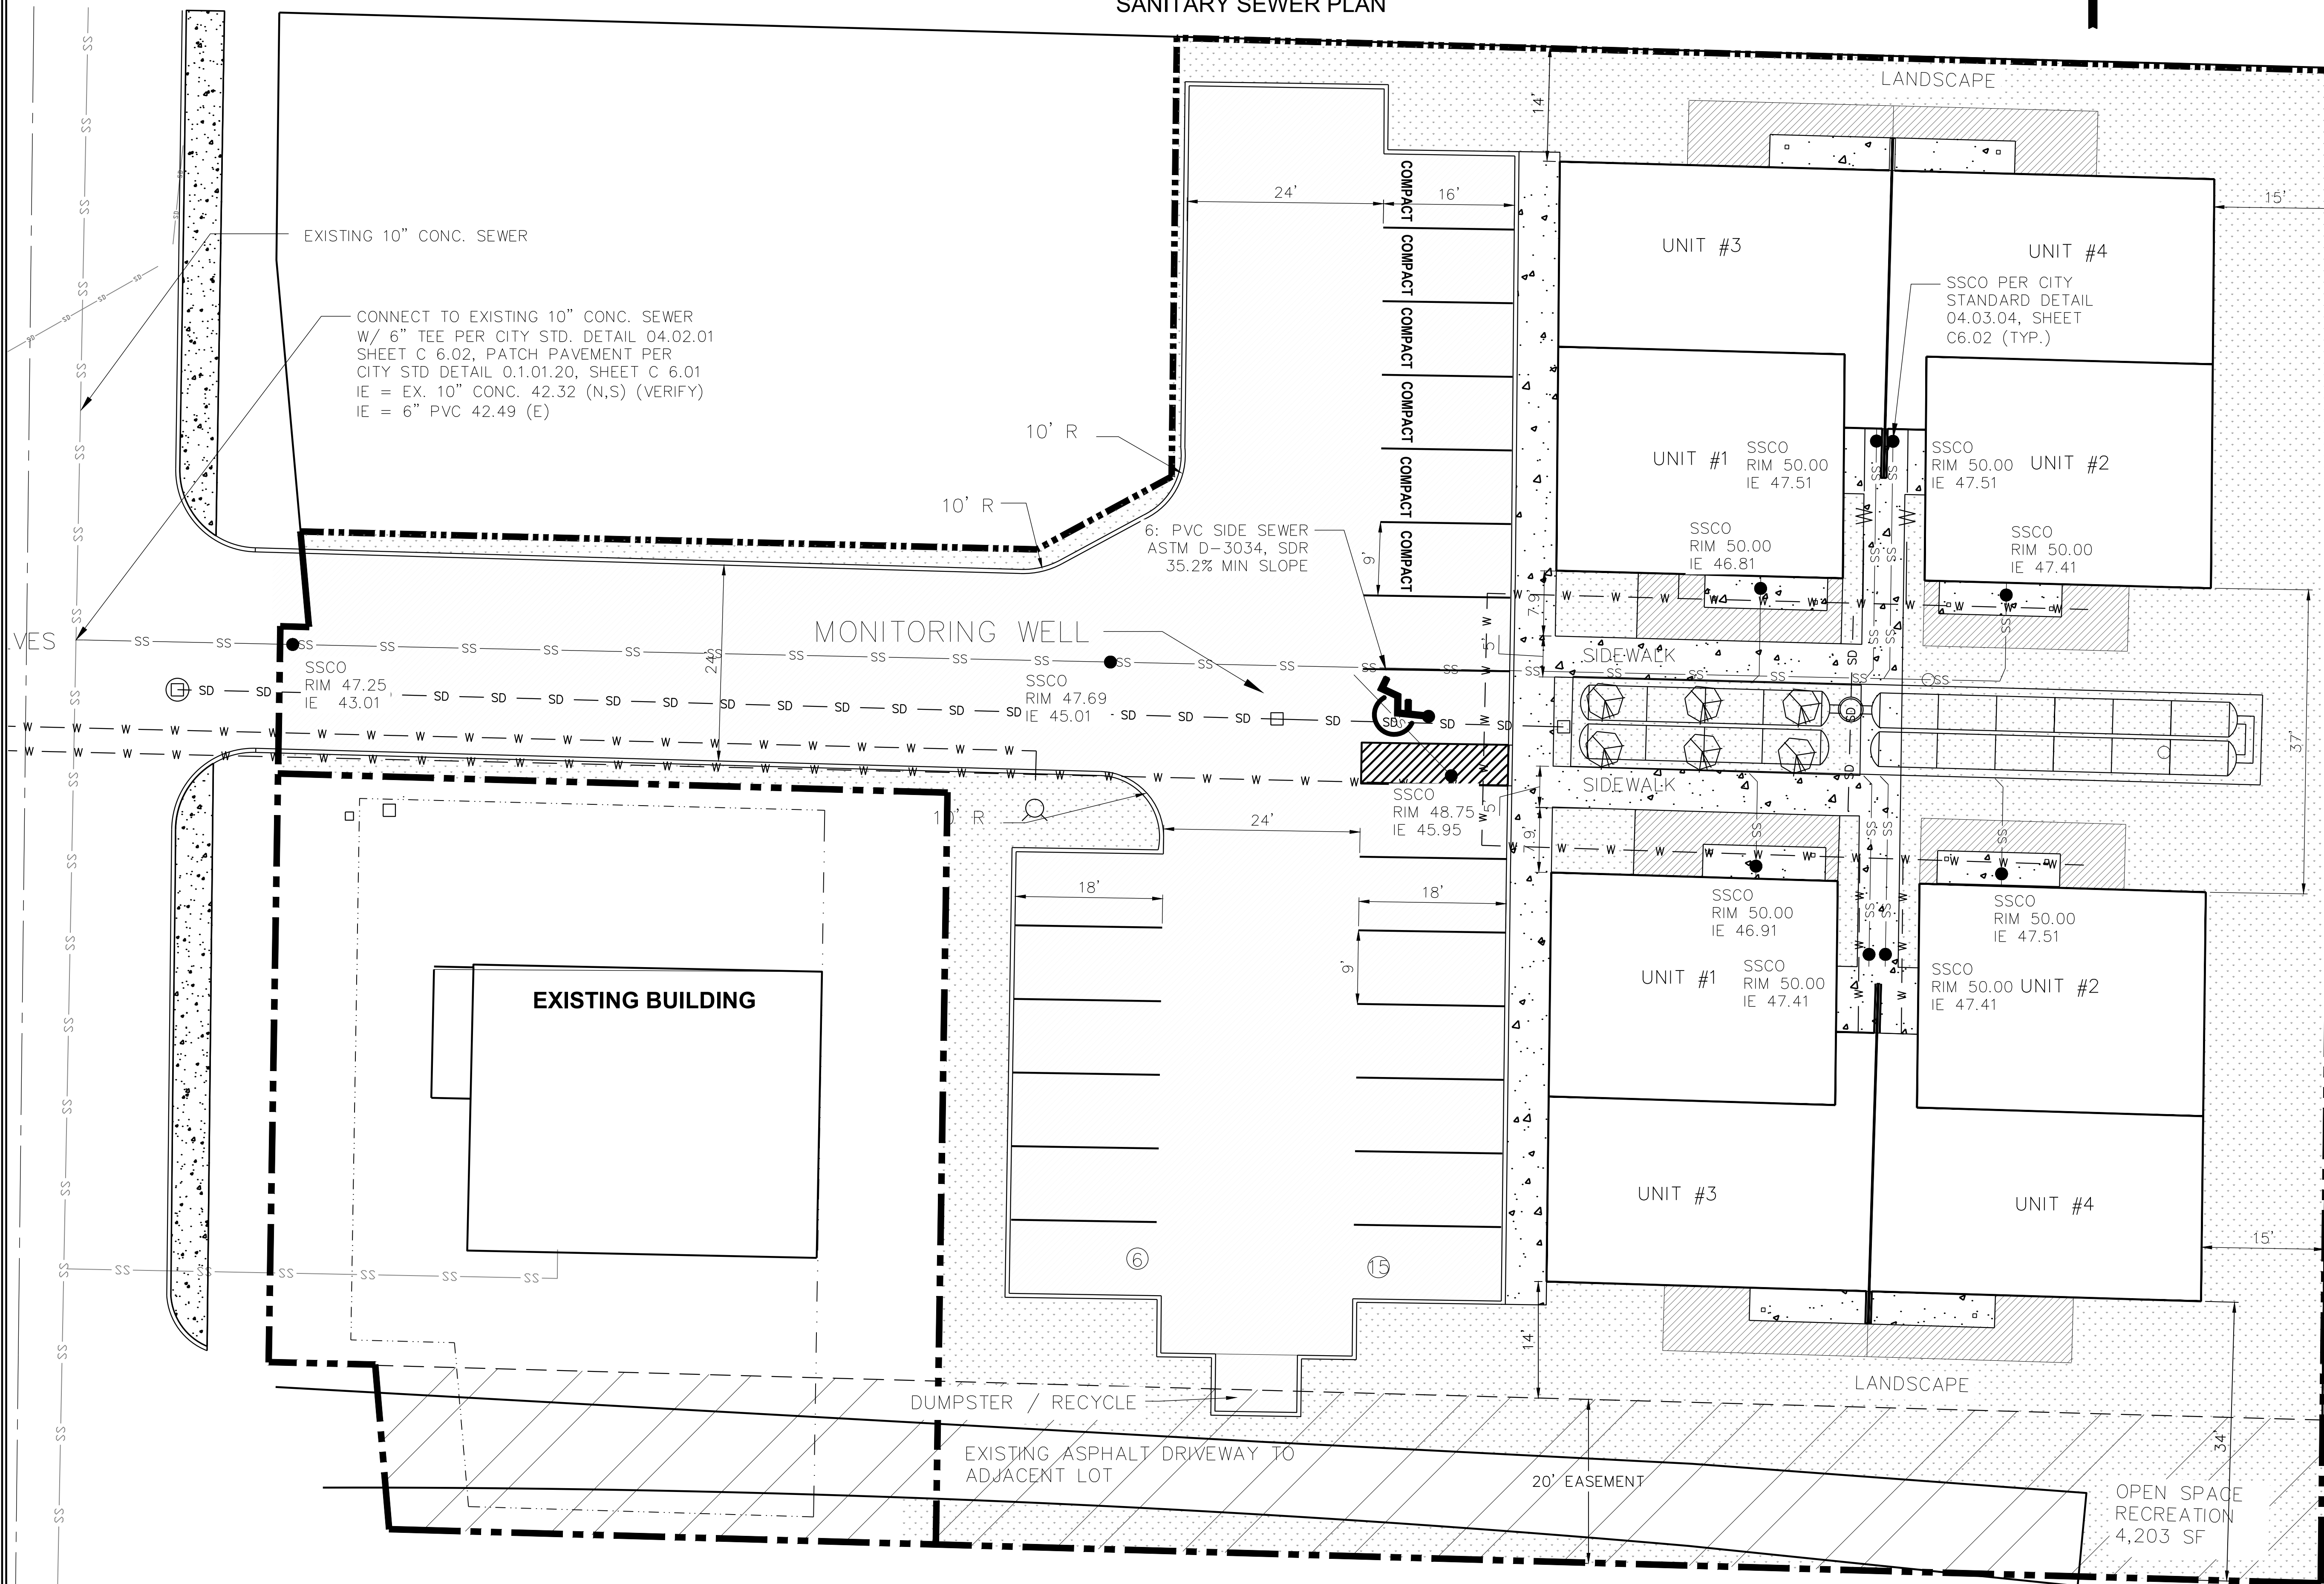 SANITARY SEWER PLAN
LANDSCAPE
14'
24'
16'
15'
COMPACT
COMPACT
COMPACT
COMPACT
COMPACT
COMPACT
EXISTING 10" CONC. SEWER
UNIT #3
UNIT #4
SSCO PER CITY
STANDARD DETAIL
04.03.04, SHEET
C6.02 (TYP.)
CONNECT TO EXISTING 10" CONC. SEWER
W/ 6" TEE PER CITY STD. DETAIL 04.02.01
SHEET C 6.02, PATCH PAVEMENT PER
CITY STD DETAIL 0.1.01.20, SHEET C 6.01
IE = EX. 10" CONC. 42.32 (N,S) (VERIFY)
IE = 6" PVC 42.49 (E)
10' R
10' R
UNIT #1
SSCO
RIM 50.00
IE 47.51
SSCO
RIM 50.00
IE 47.51
UNIT #2
6: PVC SIDE SEWER
ASTM D-3034, SDR
35.2% MIN SLOPE
9'
SSCO
RIM 50.00
IE 46.81
SSCO
RIM 50.00
IE 47.41
7.9'
5'
.VES
MONITORING WELL
SIDEWALK
24'
SSCO
RIM 47.25
IE 43.01
SSCO
RIM 47.69
IE 45.01
37'
SIDEWALK
5'
SSCO
RIM 48.75
IE 45.95
10' R
24'
7.9'
18'
18'
9'
SSCO
RIM 50.00
IE 46.91
SSCO
RIM 50.00
IE 47.51
UNIT #1
SSCO
RIM 50.00
IE 47.41
SSCO
RIM 50.00
IE 47.41
UNIT #2
EXISTING BUILDING
UNIT #3
UNIT #4
6
15
15'
14'
LANDSCAPE
DUMPSTER / RECYCLE
EXISTING ASPHALT DRIVEWAY TO
ADJACENT LOT
20' EASEMENT
34'
OPEN SPACE
RECREATION
4,203 SF